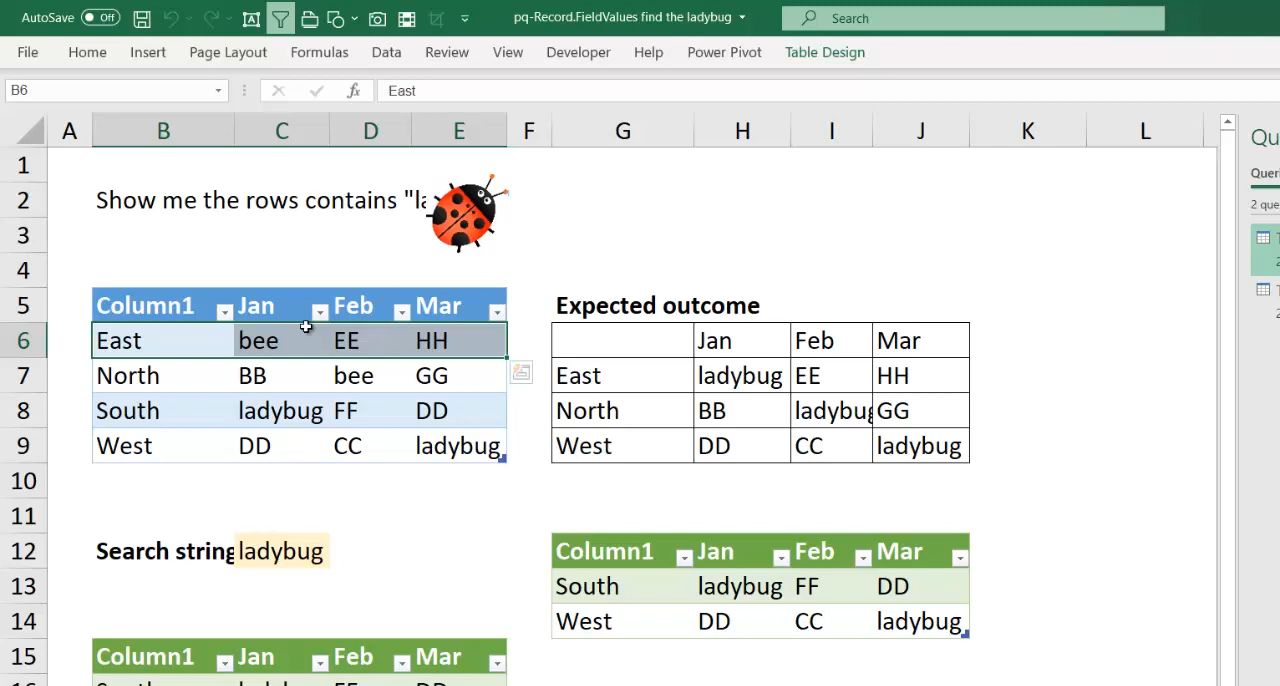 AutoSave Off pq-Record.FieldValues find the ladybug Search
File Home Insert Page Layout Formulas Data Review View Developer Help Power Pivot Table Design
B6 fx East
A B C D E F G H I J K L
1
2 Show me the rows contains "la
3
4
5 Column1 Jan Feb Mar Expected outcome
6 East bee EE HH Jan Feb Mar
7 North BB bee GG East ladybug EE HH
8 South ladybug FF DD North BB ladybug GG
9 West DD CC ladybug West DD CC ladybug
10
11
12 Search string ladybug Column1 Jan Feb Mar
13 South ladybug FF DD
14 West DD CC ladybug
15 Column1 Jan Feb Mar
Qu
Queri
2 que